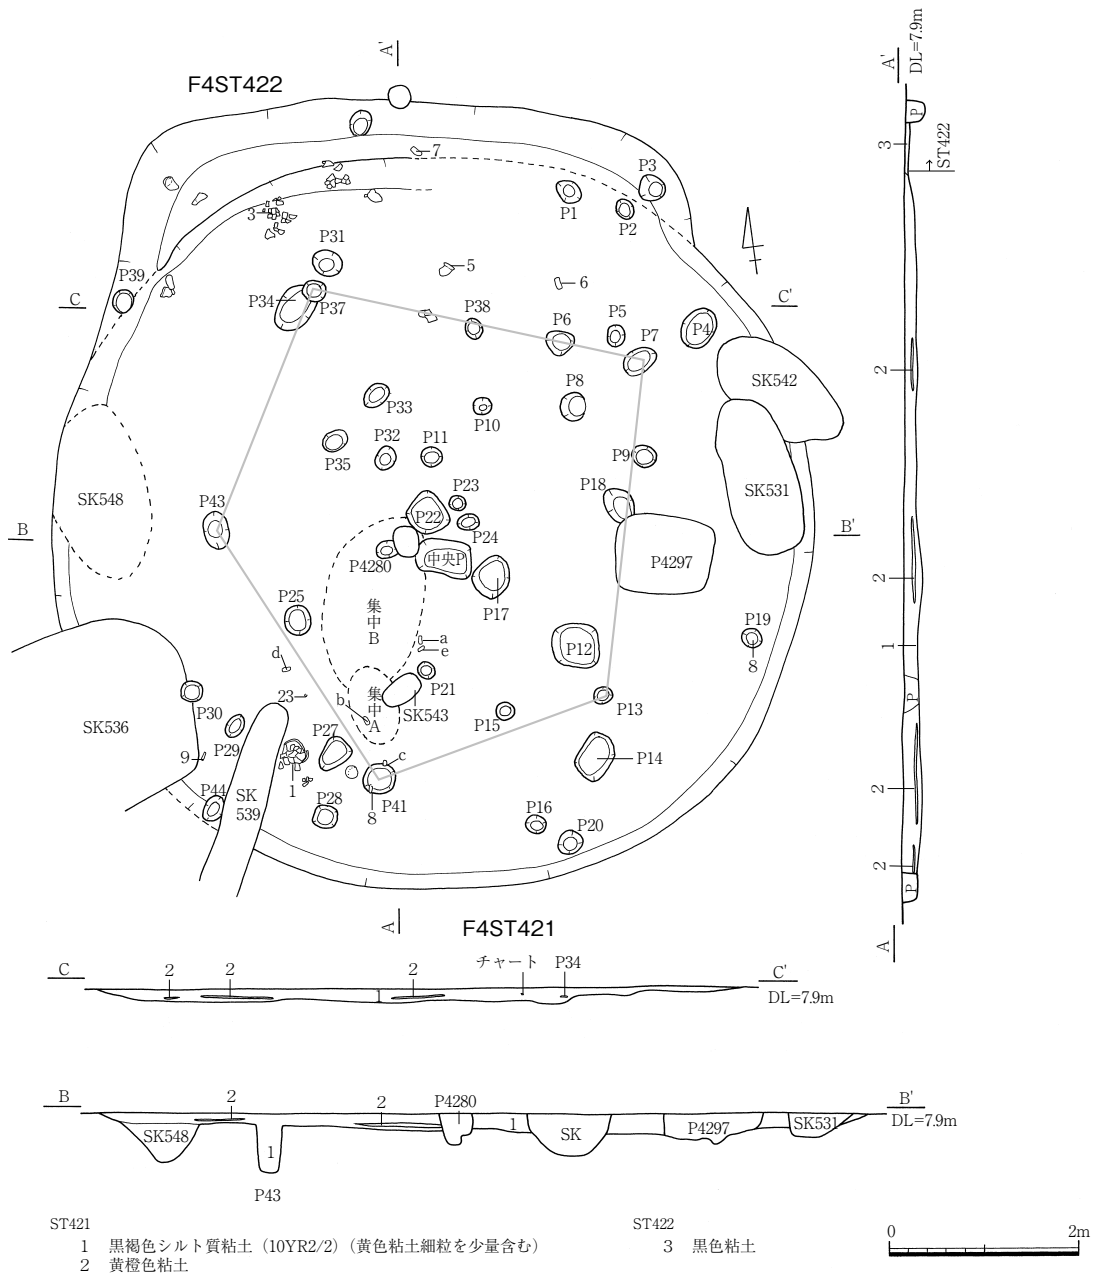 A'
F4ST422
7
P3
P1
P2
3
P31
5
6
P39
C
P34
P37
P38
P6
P5
P7
P4
C'
SK542
P33
P8
P10
P32
P11
P35
P9
SK531
SK548
P43
P23
P22
P18
P24
B
B'
P4280
中央P
P4297
P17
P25
集中B
a
e
P12
P19
8
d
P21
23
b
集中A
SK543
P13
P15
P30
SK536
P29
P27
9
c
P14
1
P44
SK
539
P28
8
P41
P16
P20
A
F4ST421
A'
DL=7.9m
P
3
ST422
2
2
1
P
2
2
P
A
C
2
2
2
チャート
P34
C'
1
DL=7.9m
B
2
2
P4280
B'
SK548
1
1
SK
P4297
SK531
DL=7.9m
P43
ST421
1 黒褐色シルト質粘土（10YR2/2）（黄色粘土細粒を少量含む）
2 黄橙色粘土
ST422
3 黒色粘土
0
2m